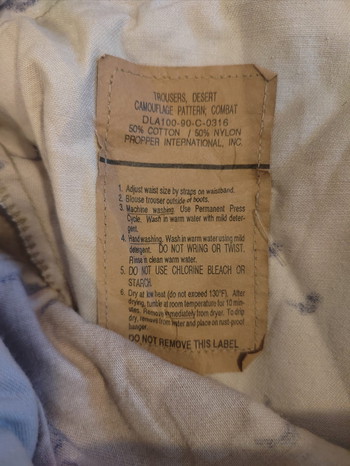 TROUSERS, DESERT
CAMOUFLAGE PATTERN; COMBAT
DLA100-90-C-0316
50% COTTON / 50% NYLON
PROPPER INTERNATIONAL, INC.
1. Adjust waist size by straps on waistband.
2. Blouse trouser outside of boots.
3. Machine washing: Use Permanent Press
Cycle. Wash in warm water with mild deter-
gent.
4. Handwashing. Wash in warm water using mild
detergent. DO NOT WRING OR TWIST.
Rinse in clean warm water.
5. DO NOT USE CHLORINE BLEACH OR
STARCH.
6. Dry at low heat (do not exceed 130°F). After
drying, tumble at room temperature for 10 min-
utes. Remove immediately from dryer. To drip
dry, remove from water and place on rust-proof
hanger.
DO NOT REMOVE THIS LABEL